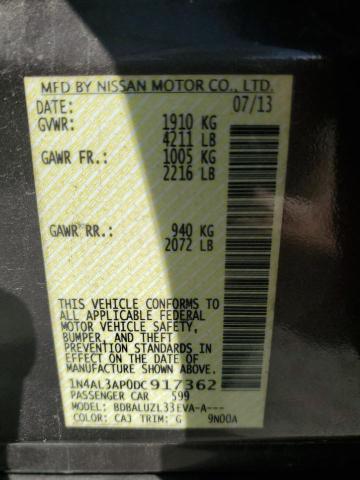 MFD BY NISSAN MOTOR CO., LTD.
DATE: 07/13
GVWR: 1910 KG
4211 LB
GAWR FR.: 1005 KG
2216 LB
GAWR RR.: 940 KG
2072 LB
THIS VEHICLE CONFORMS TO
ALL APPLICABLE FEDERAL
MOTOR VEHICLE SAFETY,
BUMPER, AND THEFT
PREVENTION STANDARDS
IN EFFECT ON THE DATE OF
MANUFACTURE SHOWN ABOVE.
1N4AL3AP0DC917362
PASSENGER CAR 599
MODEL: BDBALUZL33EVA-A---
COLOR: CA3 TRIM: G 9N00A